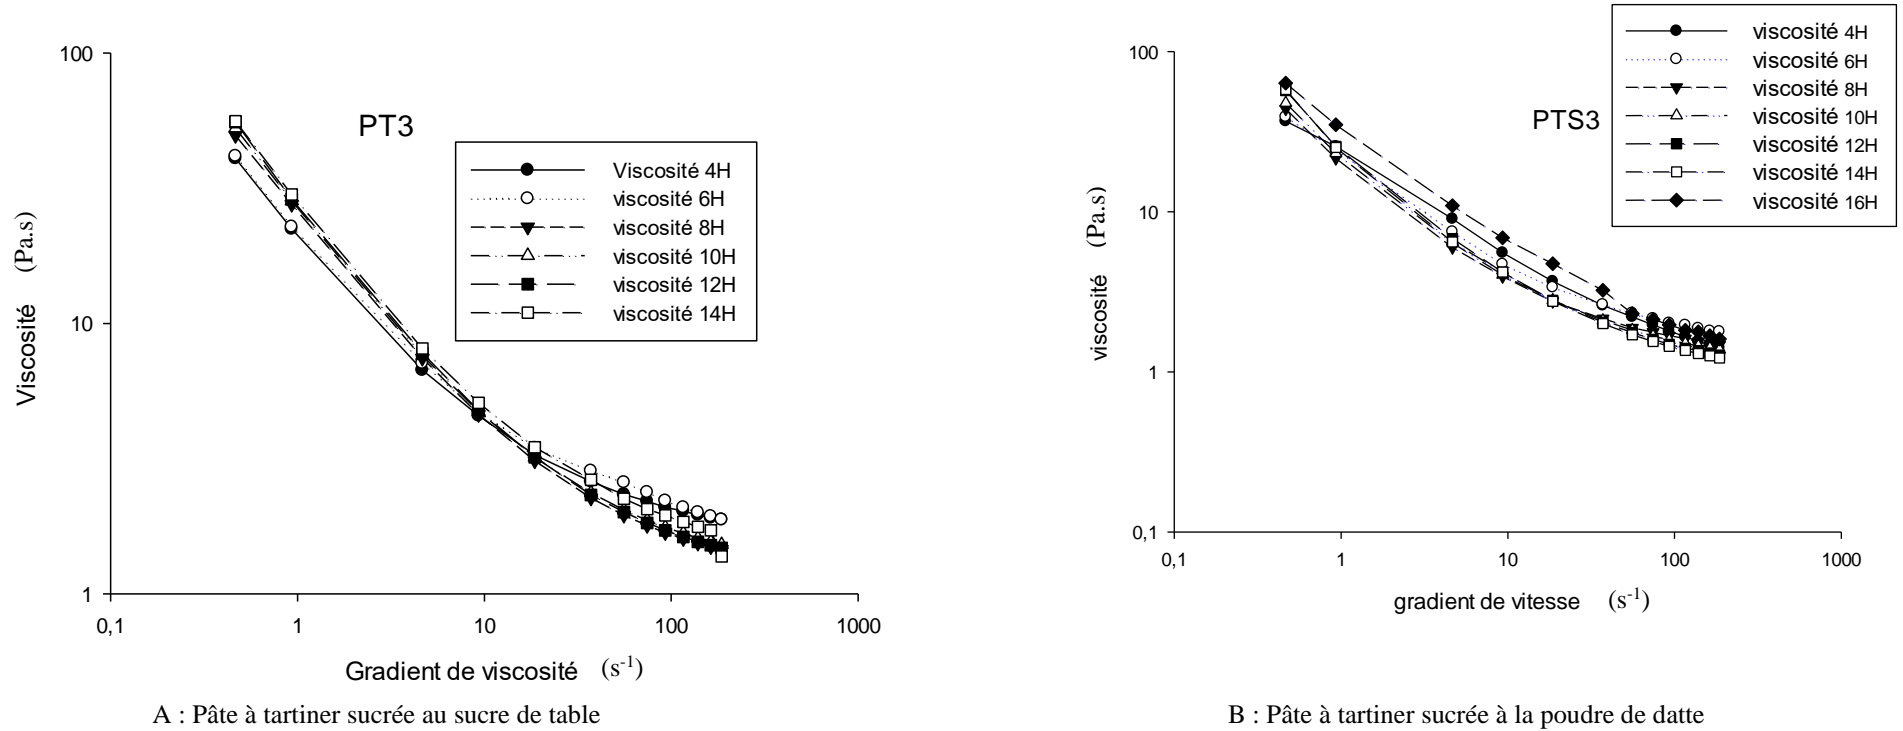 PT3
Viscosité 4H
viscosité 6H
viscosité 8H
viscosité 10H
viscosité 12H
viscosité 14H
Viscosité (Pa.s)
100
10
1
0,1 1 10 100 1000
Gradient de viscosité (s-1)
A : Pâte à tartiner sucrée au sucre de table
PTS3
viscosité 4H
viscosité 6H
viscosité 8H
viscosité 10H
viscosité 12H
viscosité 14H
viscosité 16H
viscosité (Pa.s)
100
10
1
0,1
0,1 1 10 100 1000
gradient de vitesse (s-1)
B : Pâte à tartiner sucrée à la poudre de datte